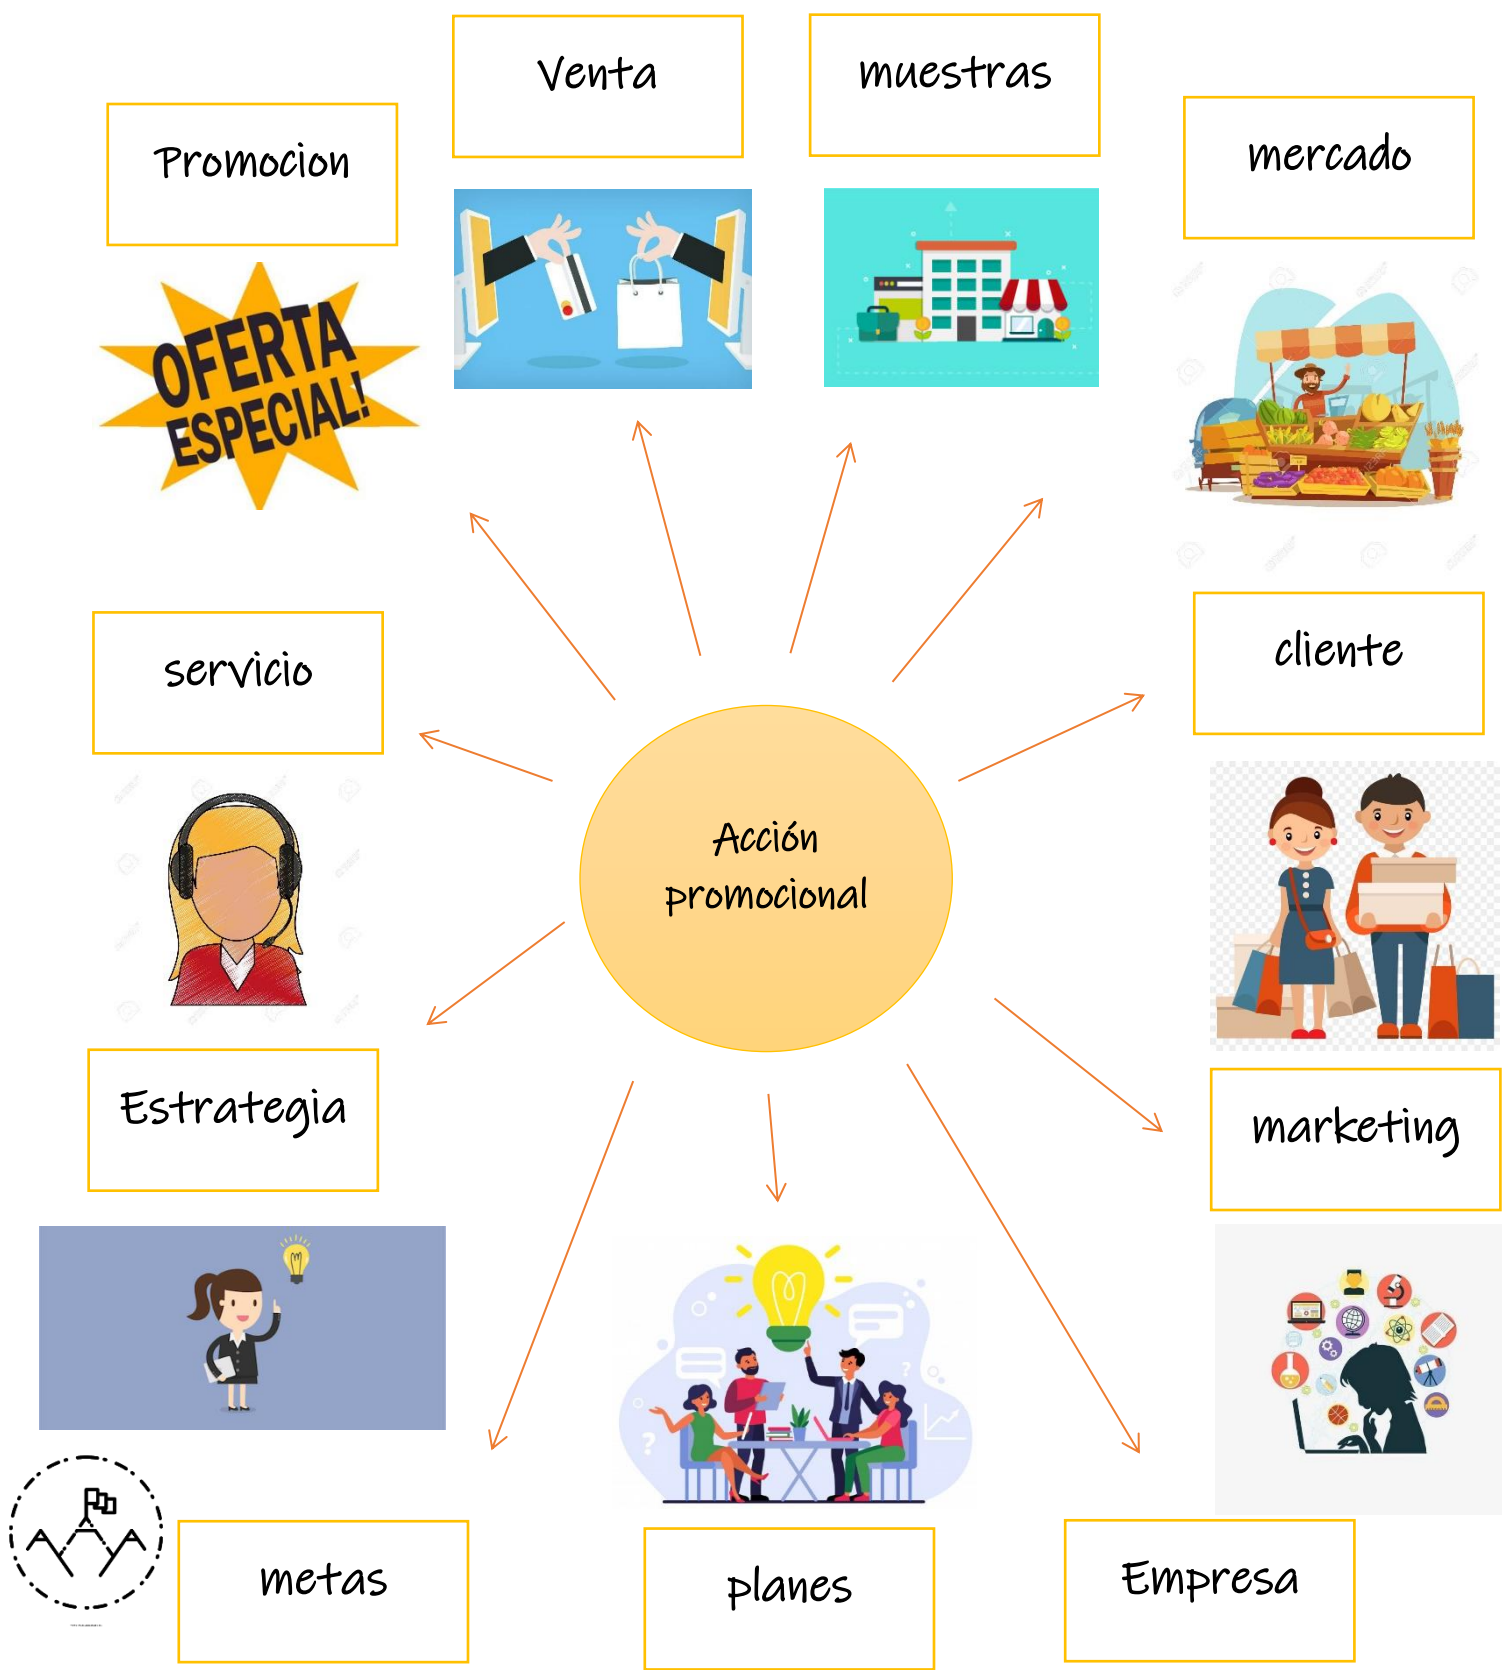 Venta
muestras
Promocion
mercado
OFERTA
ESPECIAL!
servicio
cliente
Acción
promocional
Estrategia
marketing
metas
planes
Empresa